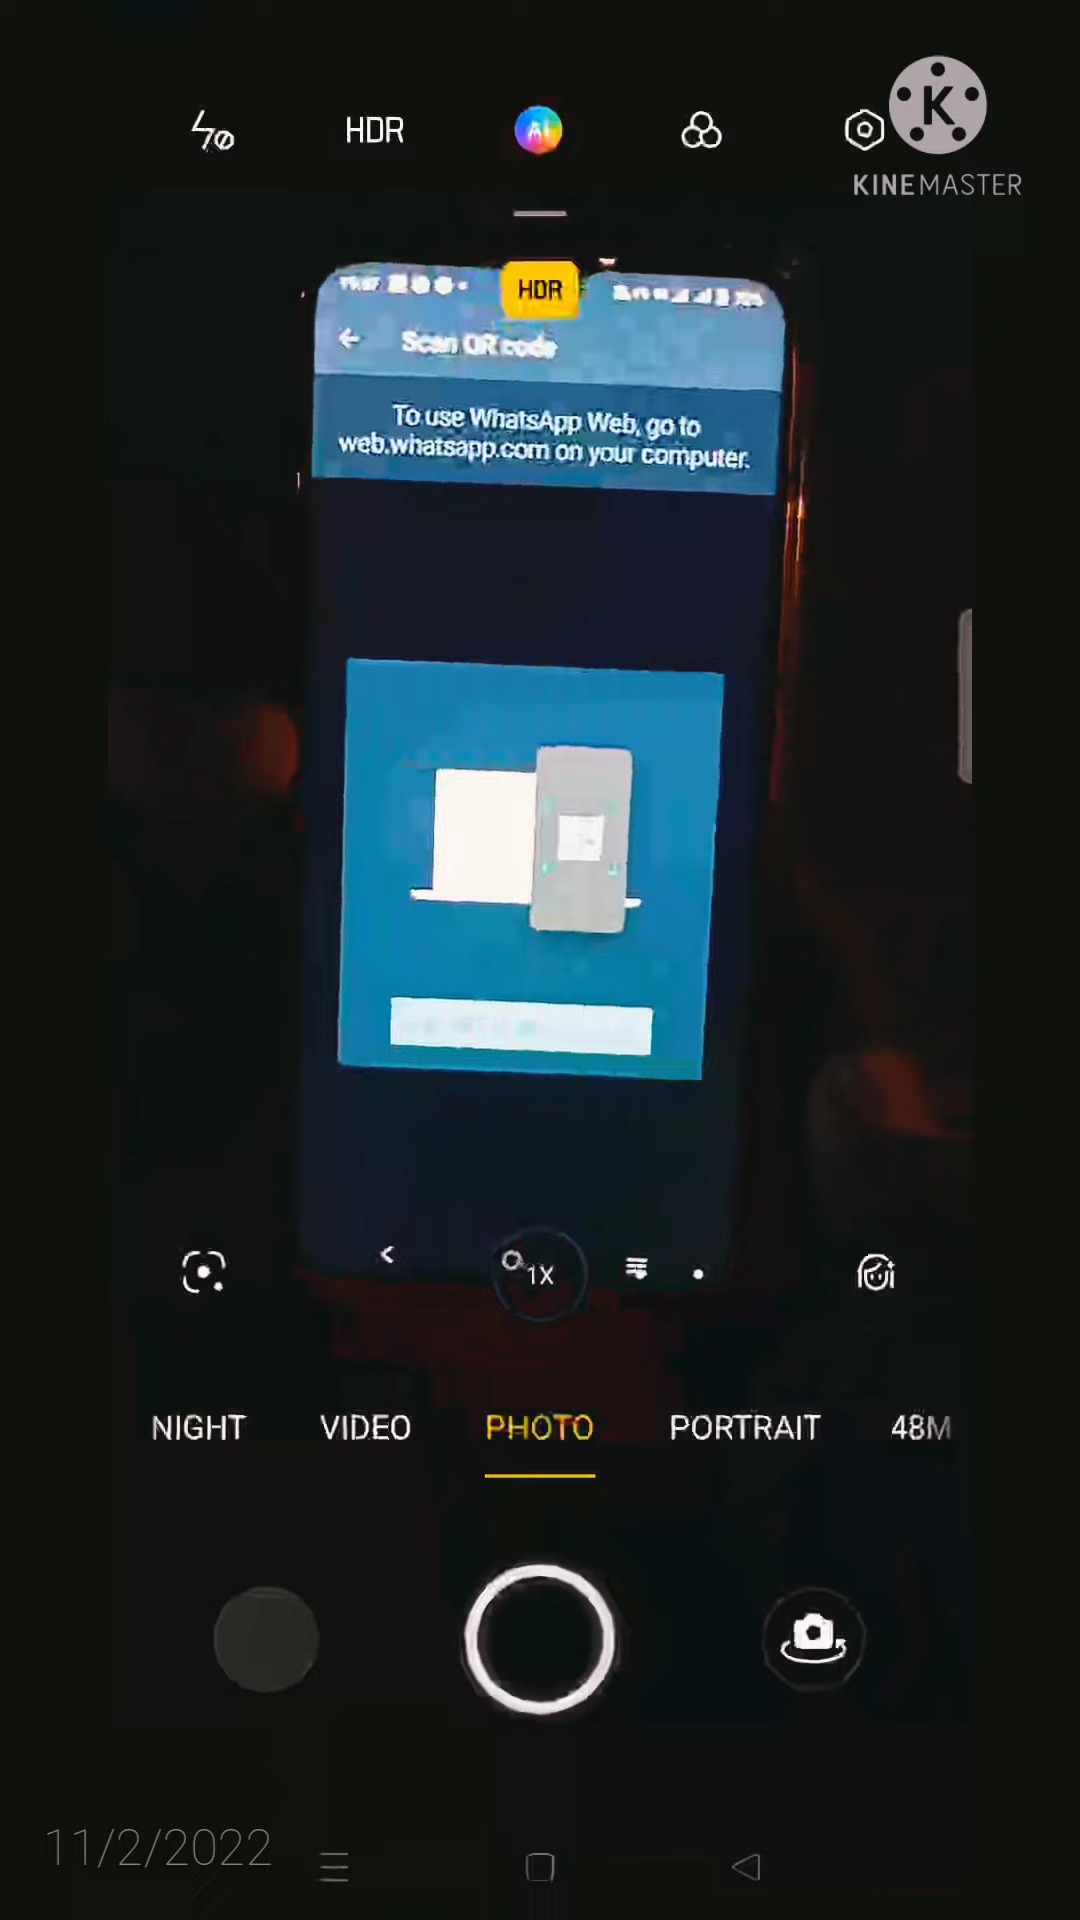 HDR
AI
K
KINEMASTER
HDR
Scan QR code
To use WhatsApp Web, go to
web.whatsapp.com on your computer.
1X
NIGHT VIDEO PHOTO PORTRAIT 48M
11/2/2022